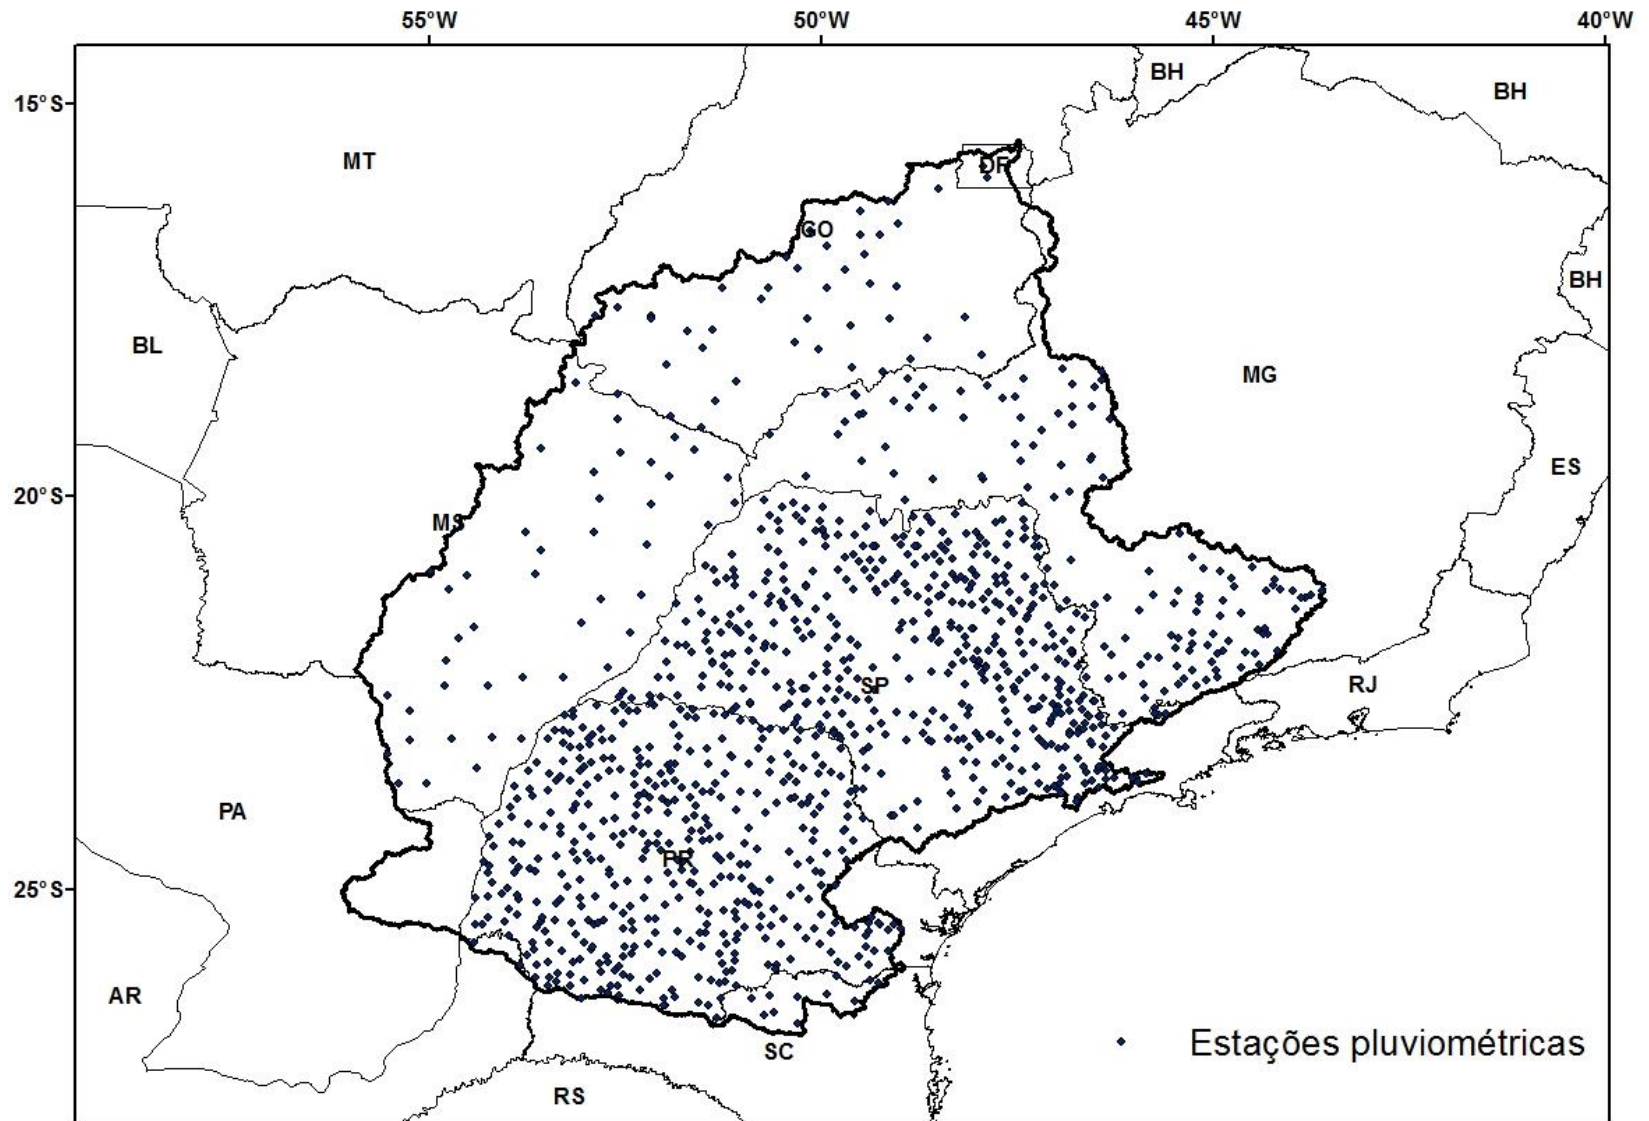 55°W 50°W 45°W 40°W
BH
BH
15°S
MT
DF
GO
BH
BL
MG
ES
20°S
MS
SP
RJ
PA
PR
25°S
AR
Estações pluviométricas
SC
RS